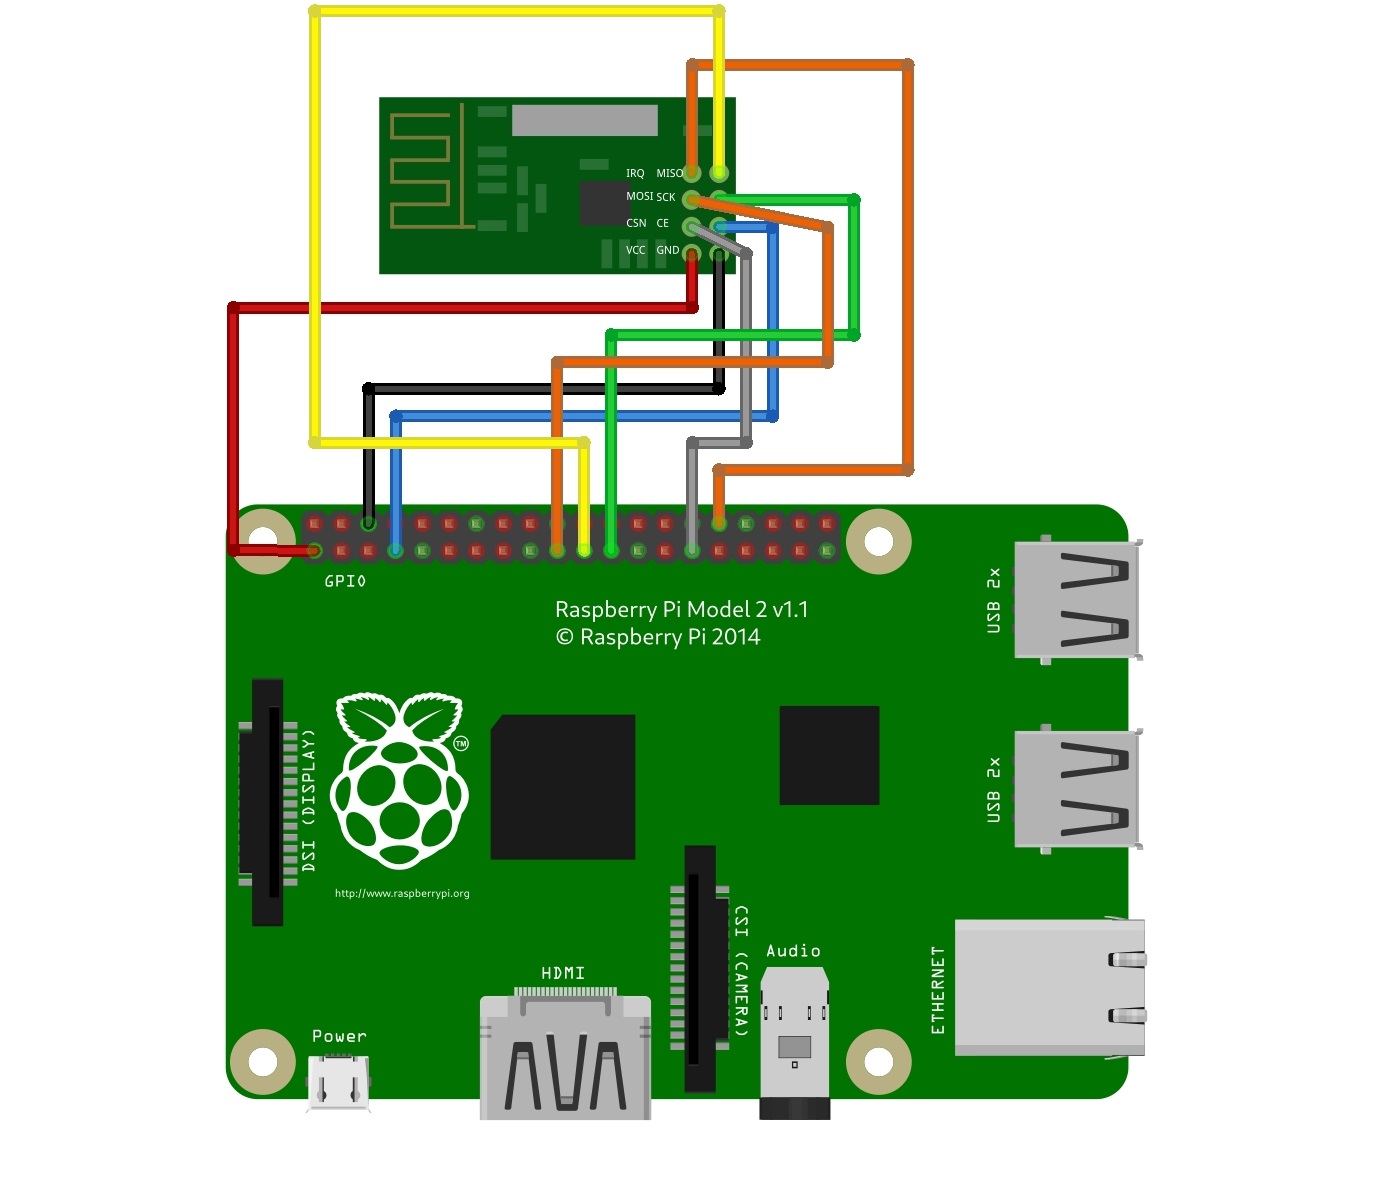 IRQ MISO
MOSI SCK
CSN CE
VCC GND
GPIO
Raspberry Pi Model 2 v1.1
© Raspberry Pi 2014
USB 2x
DSI (DISPLAY)
TM
USB 2x
http://www.raspberrypi.org
CSI (CAMERA)
Audio
ETHERNET
HDMI
Power